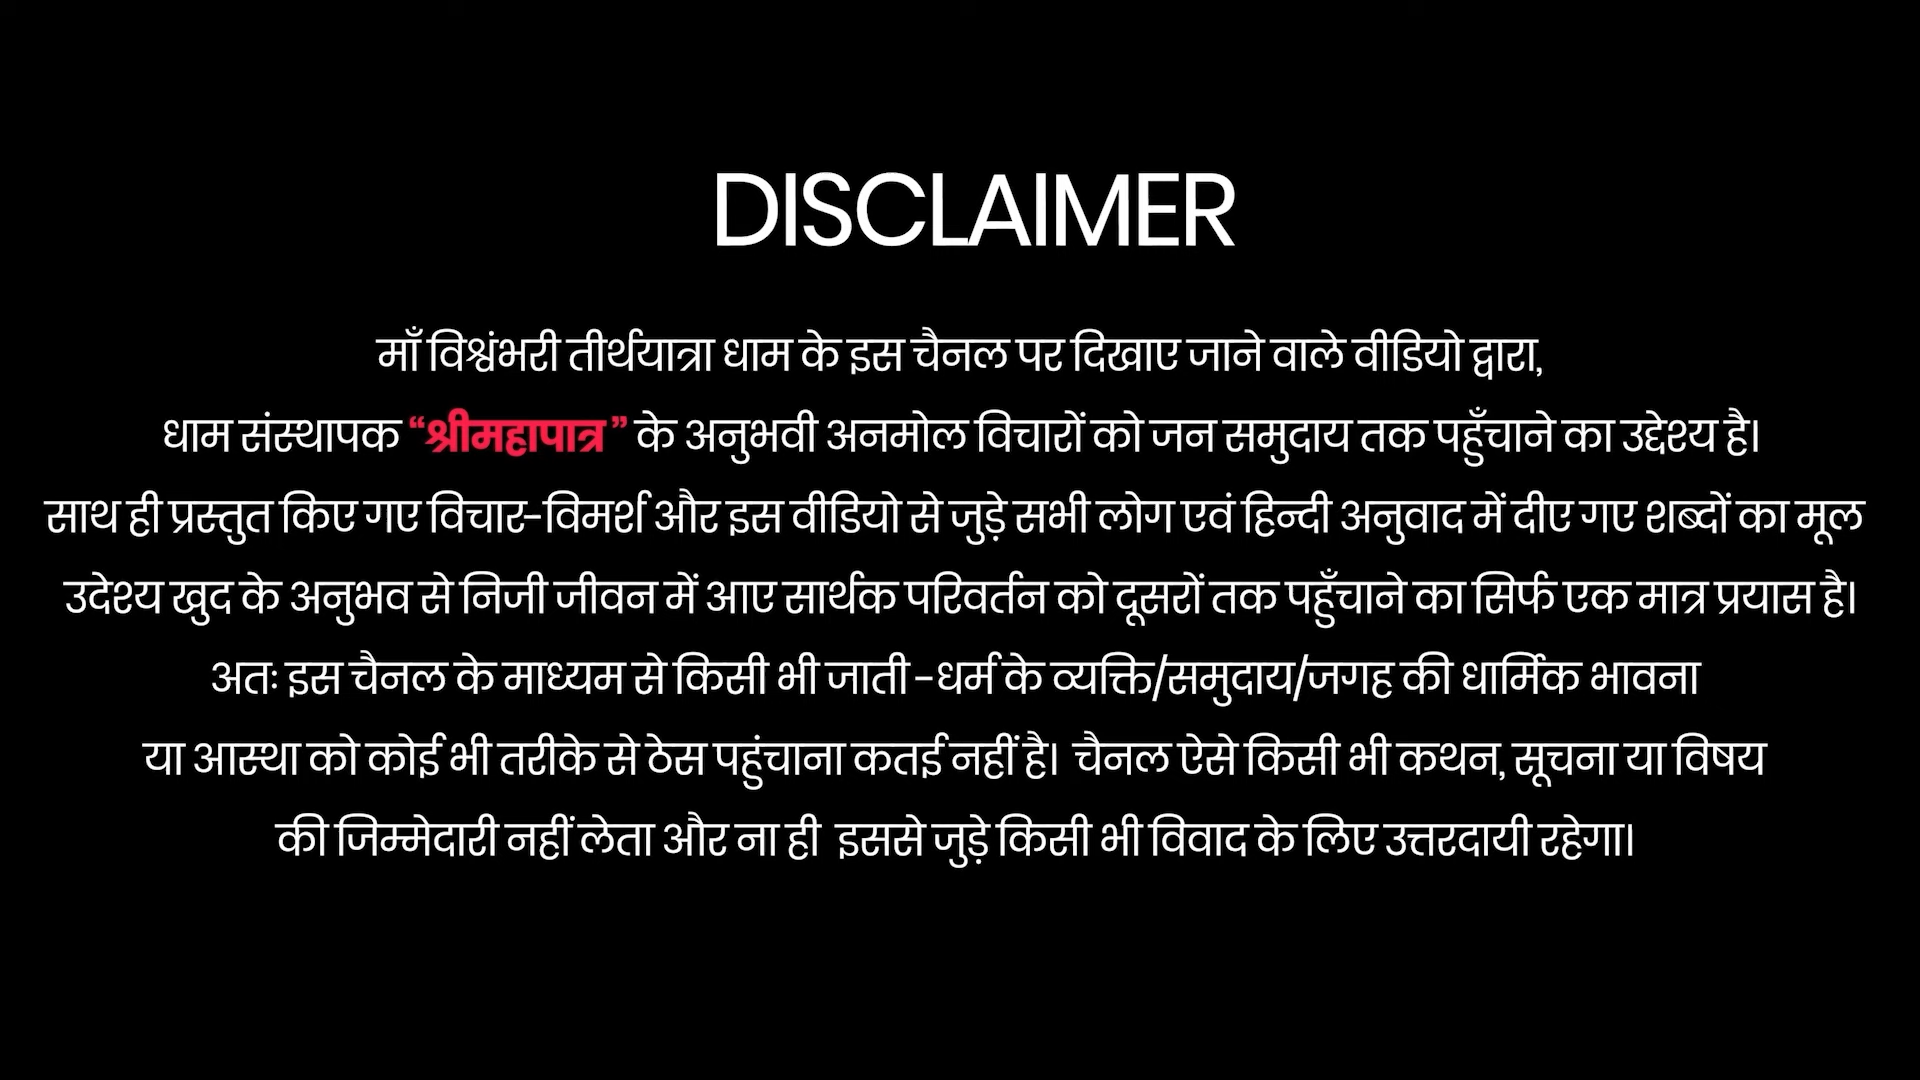 DISCLAIMER
माँ विश्वंभरी तीर्थयात्रा धाम के इस चैनल पर दिखाए जाने वाले वीडियो द्वारा,
धाम संस्थापक “श्रीमहापात्र” के अनुभवी अनमोल विचारों को जन समुदाय तक पहुँचाने का उद्देश्य है।
साथ ही प्रस्तुत किए गए विचार-विमर्श और इस वीडियो से जुड़े सभी लोग एवं हिन्दी अनुवाद में दीए गए शब्दों का मूल
उदेश्य खुद के अनुभव से निजी जीवन में आए सार्थक परिवर्तन को दूसरों तक पहुँचाने का सिर्फ एक मात्र प्रयास है।
अतः इस चैनल के माध्यम से किसी भी जाती -धर्म के व्यक्ति/समुदाय/जगह की धार्मिक भावना
या आस्था को कोई भी तरीके से ठेस पहुंचाना कतई नहीं है। चैनल ऐसे किसी भी कथन, सूचना या विषय
की जिम्मेदारी नहीं लेता और ना ही इससे जुड़े किसी भी विवाद के लिए उत्तरदायी रहेगा।